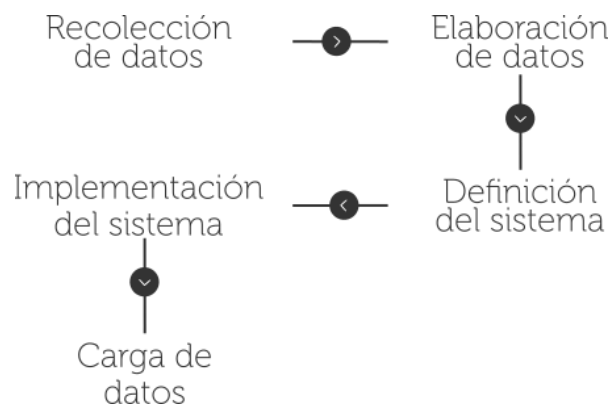 Recolección
de datos
Elaboración
de datos
Definición
del sistema
Implementación
del sistema
Carga de
datos